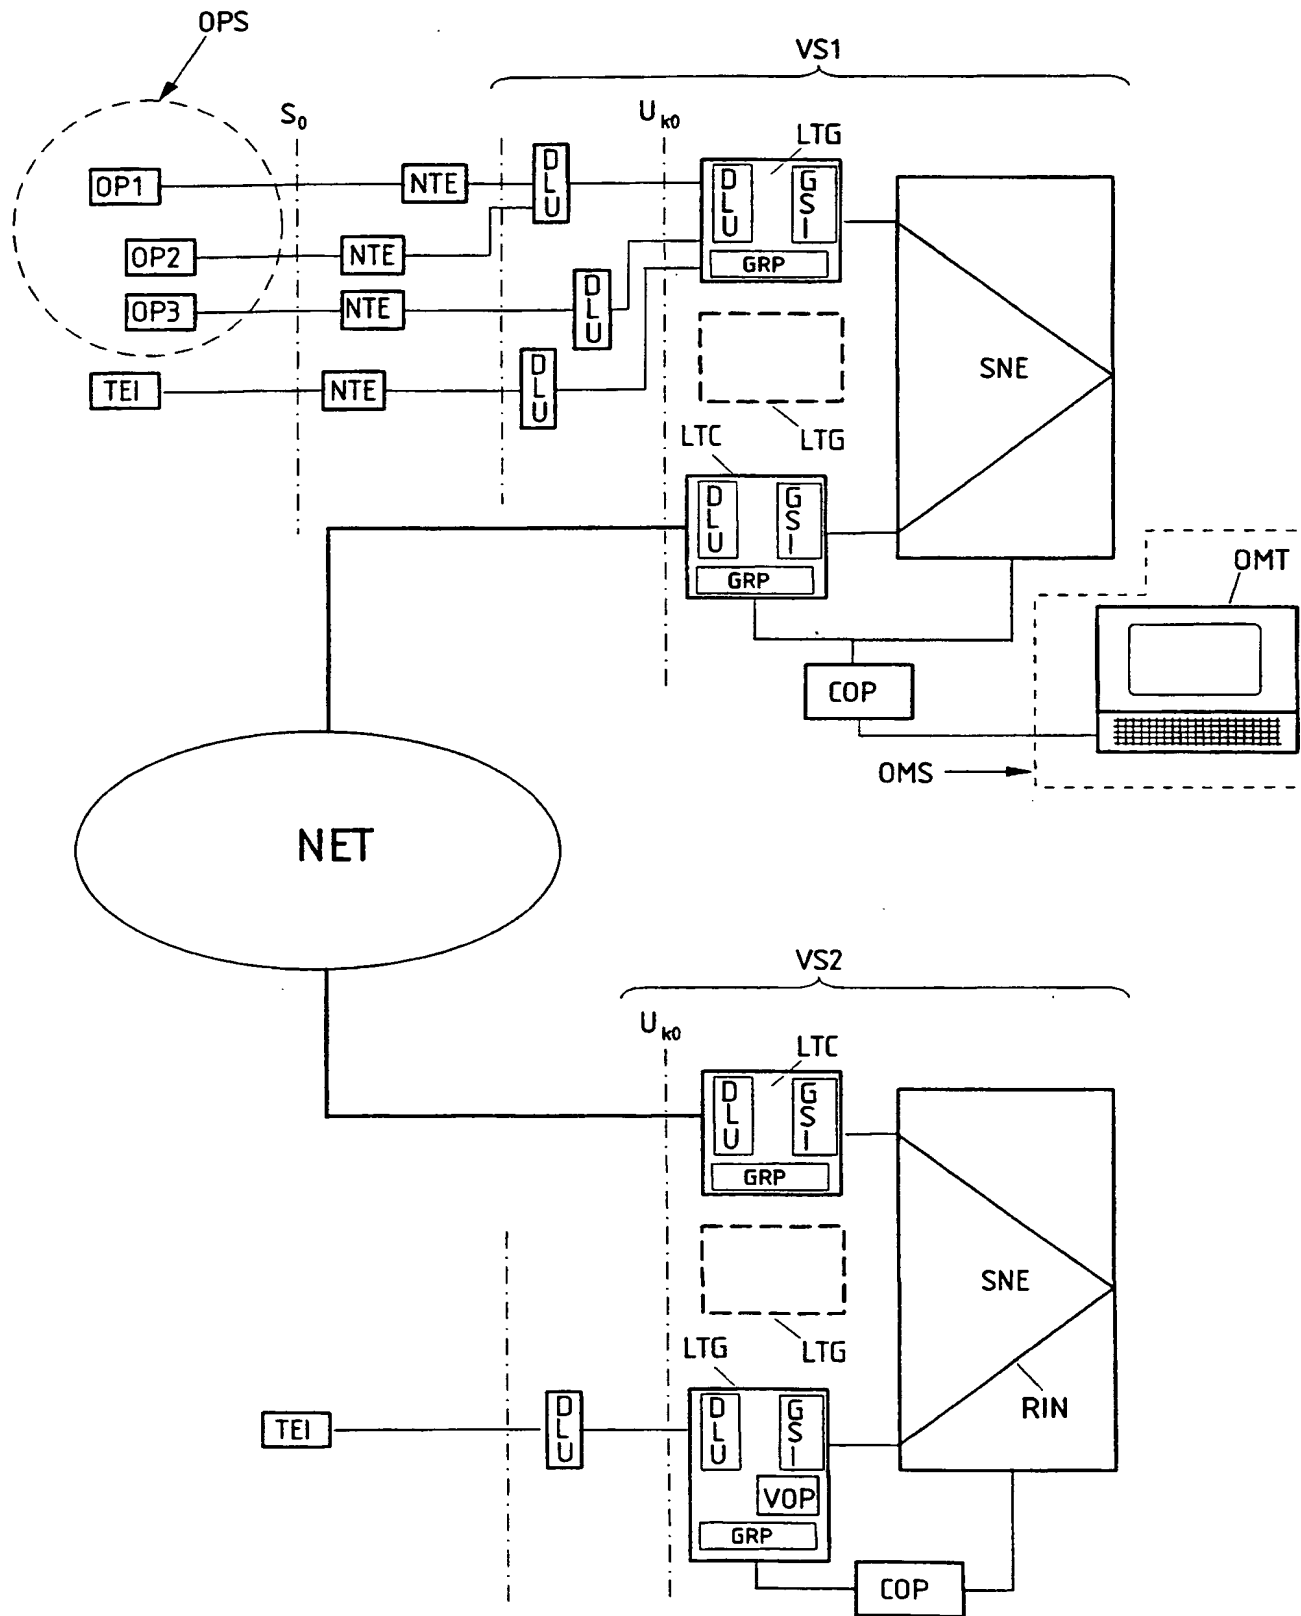 OPS
VS1
S0
Uk0
LTG
OP1
NTE
DLU
DLU
GSI
GRP
OP2
NTE
OP3
NTE
DLU
TEI
NTE
DLU
SNE
LTG
LTC
DLU
GSI
GRP
OMT
COP
OMS
NET
VS2
Uk0
LTC
DLU
GSI
GRP
SNE
LTG
LTG
RIN
TEI
DLU
DLU
GSI
VOP
GRP
COP